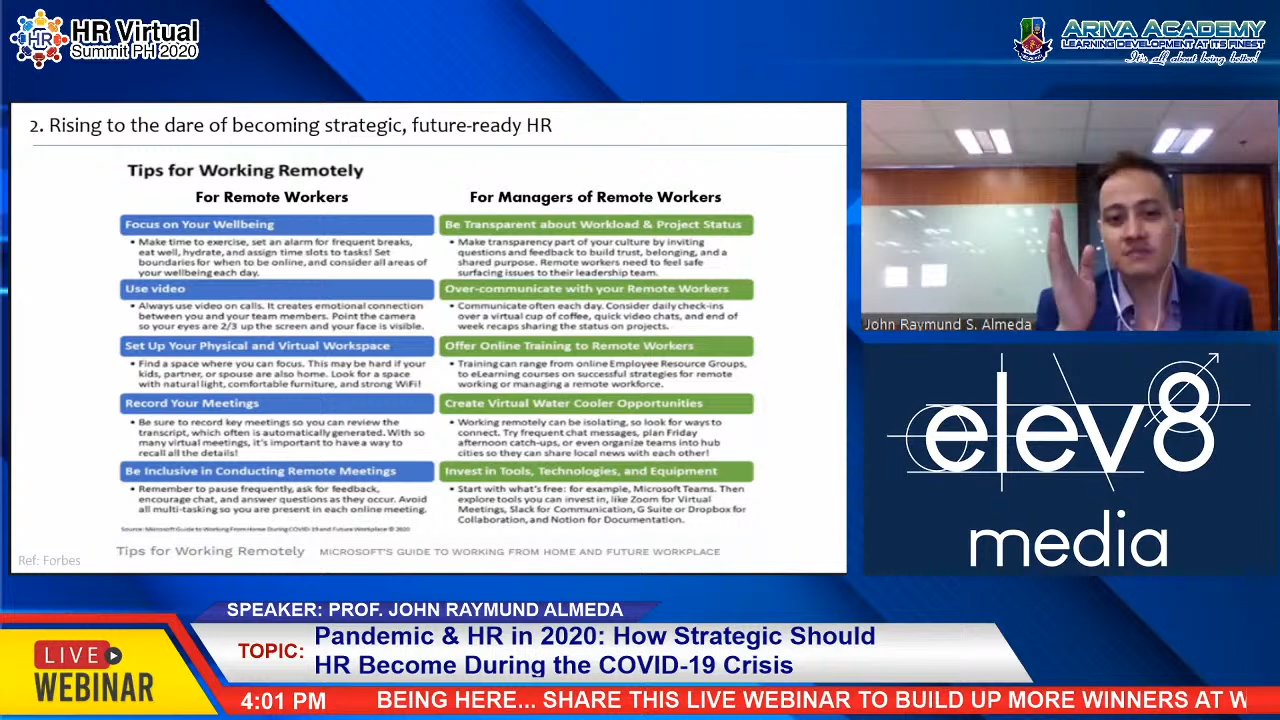 HR Virtual
Summit PH 2020
HR
ARIVA ACADEMY
LEARNING DEVELOPMENT AT ITS FINEST
It's all about being better!
2. Rising to the dare of becoming strategic, future-ready HR
Tips for Working Remotely
For Remote Workers
Focus on Your Wellbeing
• Make time to exercise, set an alarm for frequent breaks,
eat well, hydrate, and assign time slots to tasks! Set
boundaries for when to be online, and consider all areas of
your wellbeing each day.
Use video
• Always use video on calls. It creates emotional connection
between you and your team members. Point the camera
so your eyes are 2/3 up the screen and your face is visible.
Set Up Your Physical and Virtual Workspace
• Find a space where you can focus. This may be hard if your
kids, partner, or spouse are also home. Look for a space
with natural light, comfortable furniture, and strong WiFi!
Record Your Meetings
• Be sure to record key meetings so you can review the
transcript, which often is automatically generated. With so
many virtual meetings, it's important to have a way to
recall all the details!
Be Inclusive in Conducting Remote Meetings
• Remember to pause frequently, ask for feedback,
encourage chat, and answer questions as they occur. Avoid
all multi-tasking so you are present in each online meeting.
For Managers of Remote Workers
Be Transparent about Workload & Project Status
• Make transparency part of your culture by inviting
questions and feedback to build trust, belonging, and a
shared purpose. Remote workers need to feel safe
surfacing issues to their leadership team.
Over-communicate with your Remote Workers
• Communicate often each day. Consider daily check-ins
over a virtual cup of coffee, quick video chats, and end of
week recaps sharing the status on projects.
Offer Online Training to Remote Workers
• Training can range from online Employee Resource Groups,
to eLearning courses on successful strategies for remote
working or managing a remote workforce.
Create Virtual Water Cooler Opportunities
• Working remotely can be isolating, so look for ways to
connect. Try frequent chat messages, plan Friday
afternoon catch-ups, or even organize teams into hub
cities so they can share local news with each other!
Invest in Tools, Technologies, and Equipment
• Start with what's free: for example, Microsoft Teams. Then
explore tools you can invest in, like Zoom for Virtual
Meetings, Slack for Communication, G Suite or Dropbox for
Collaboration, and Notion for Documentation.
Source: Microsoft Guide to Working From Home During COVID-19 and Future Workplace © 2020
Tips for Working Remotely MICROSOFT'S GUIDE TO WORKING FROM HOME AND FUTURE WORKPLACE
Ref: Forbes
John Raymund S. Almeda
elev8
media
SPEAKER: PROF. JOHN RAYMUND ALMEDA
TOPIC:
Pandemic & HR in 2020: How Strategic Should
HR Become During the COVID-19 Crisis
LIVE
WEBINAR
4:01 PM
BEING HERE... SHARE THIS LIVE WEBINAR TO BUILD UP MORE WINNERS AT W